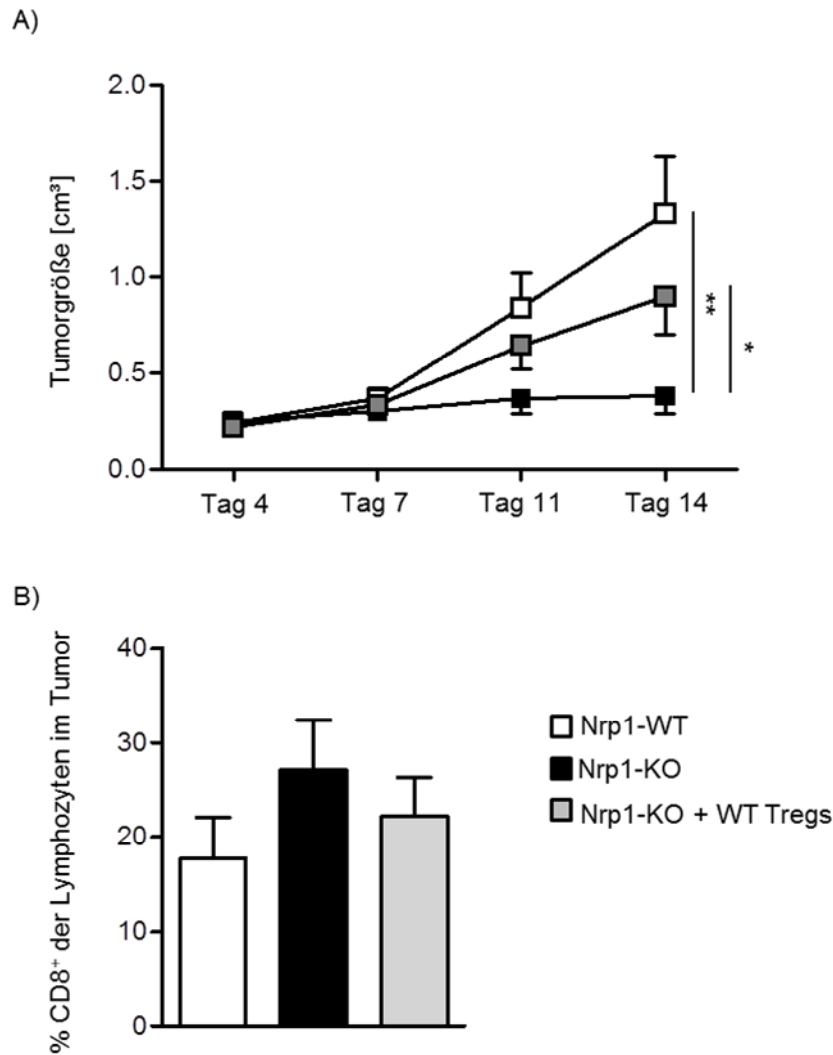 A)
Tumorgröße [cm³]
2.0
1.5
1.0
0.5
0.0
Tag 4
Tag 7
Tag 11
Tag 14
**
*
B)
% CD8⁺ der Lymphozyten im Tumor
40
30
20
10
0
Nrp1-WT
Nrp1-KO
Nrp1-KO + WT Tregs